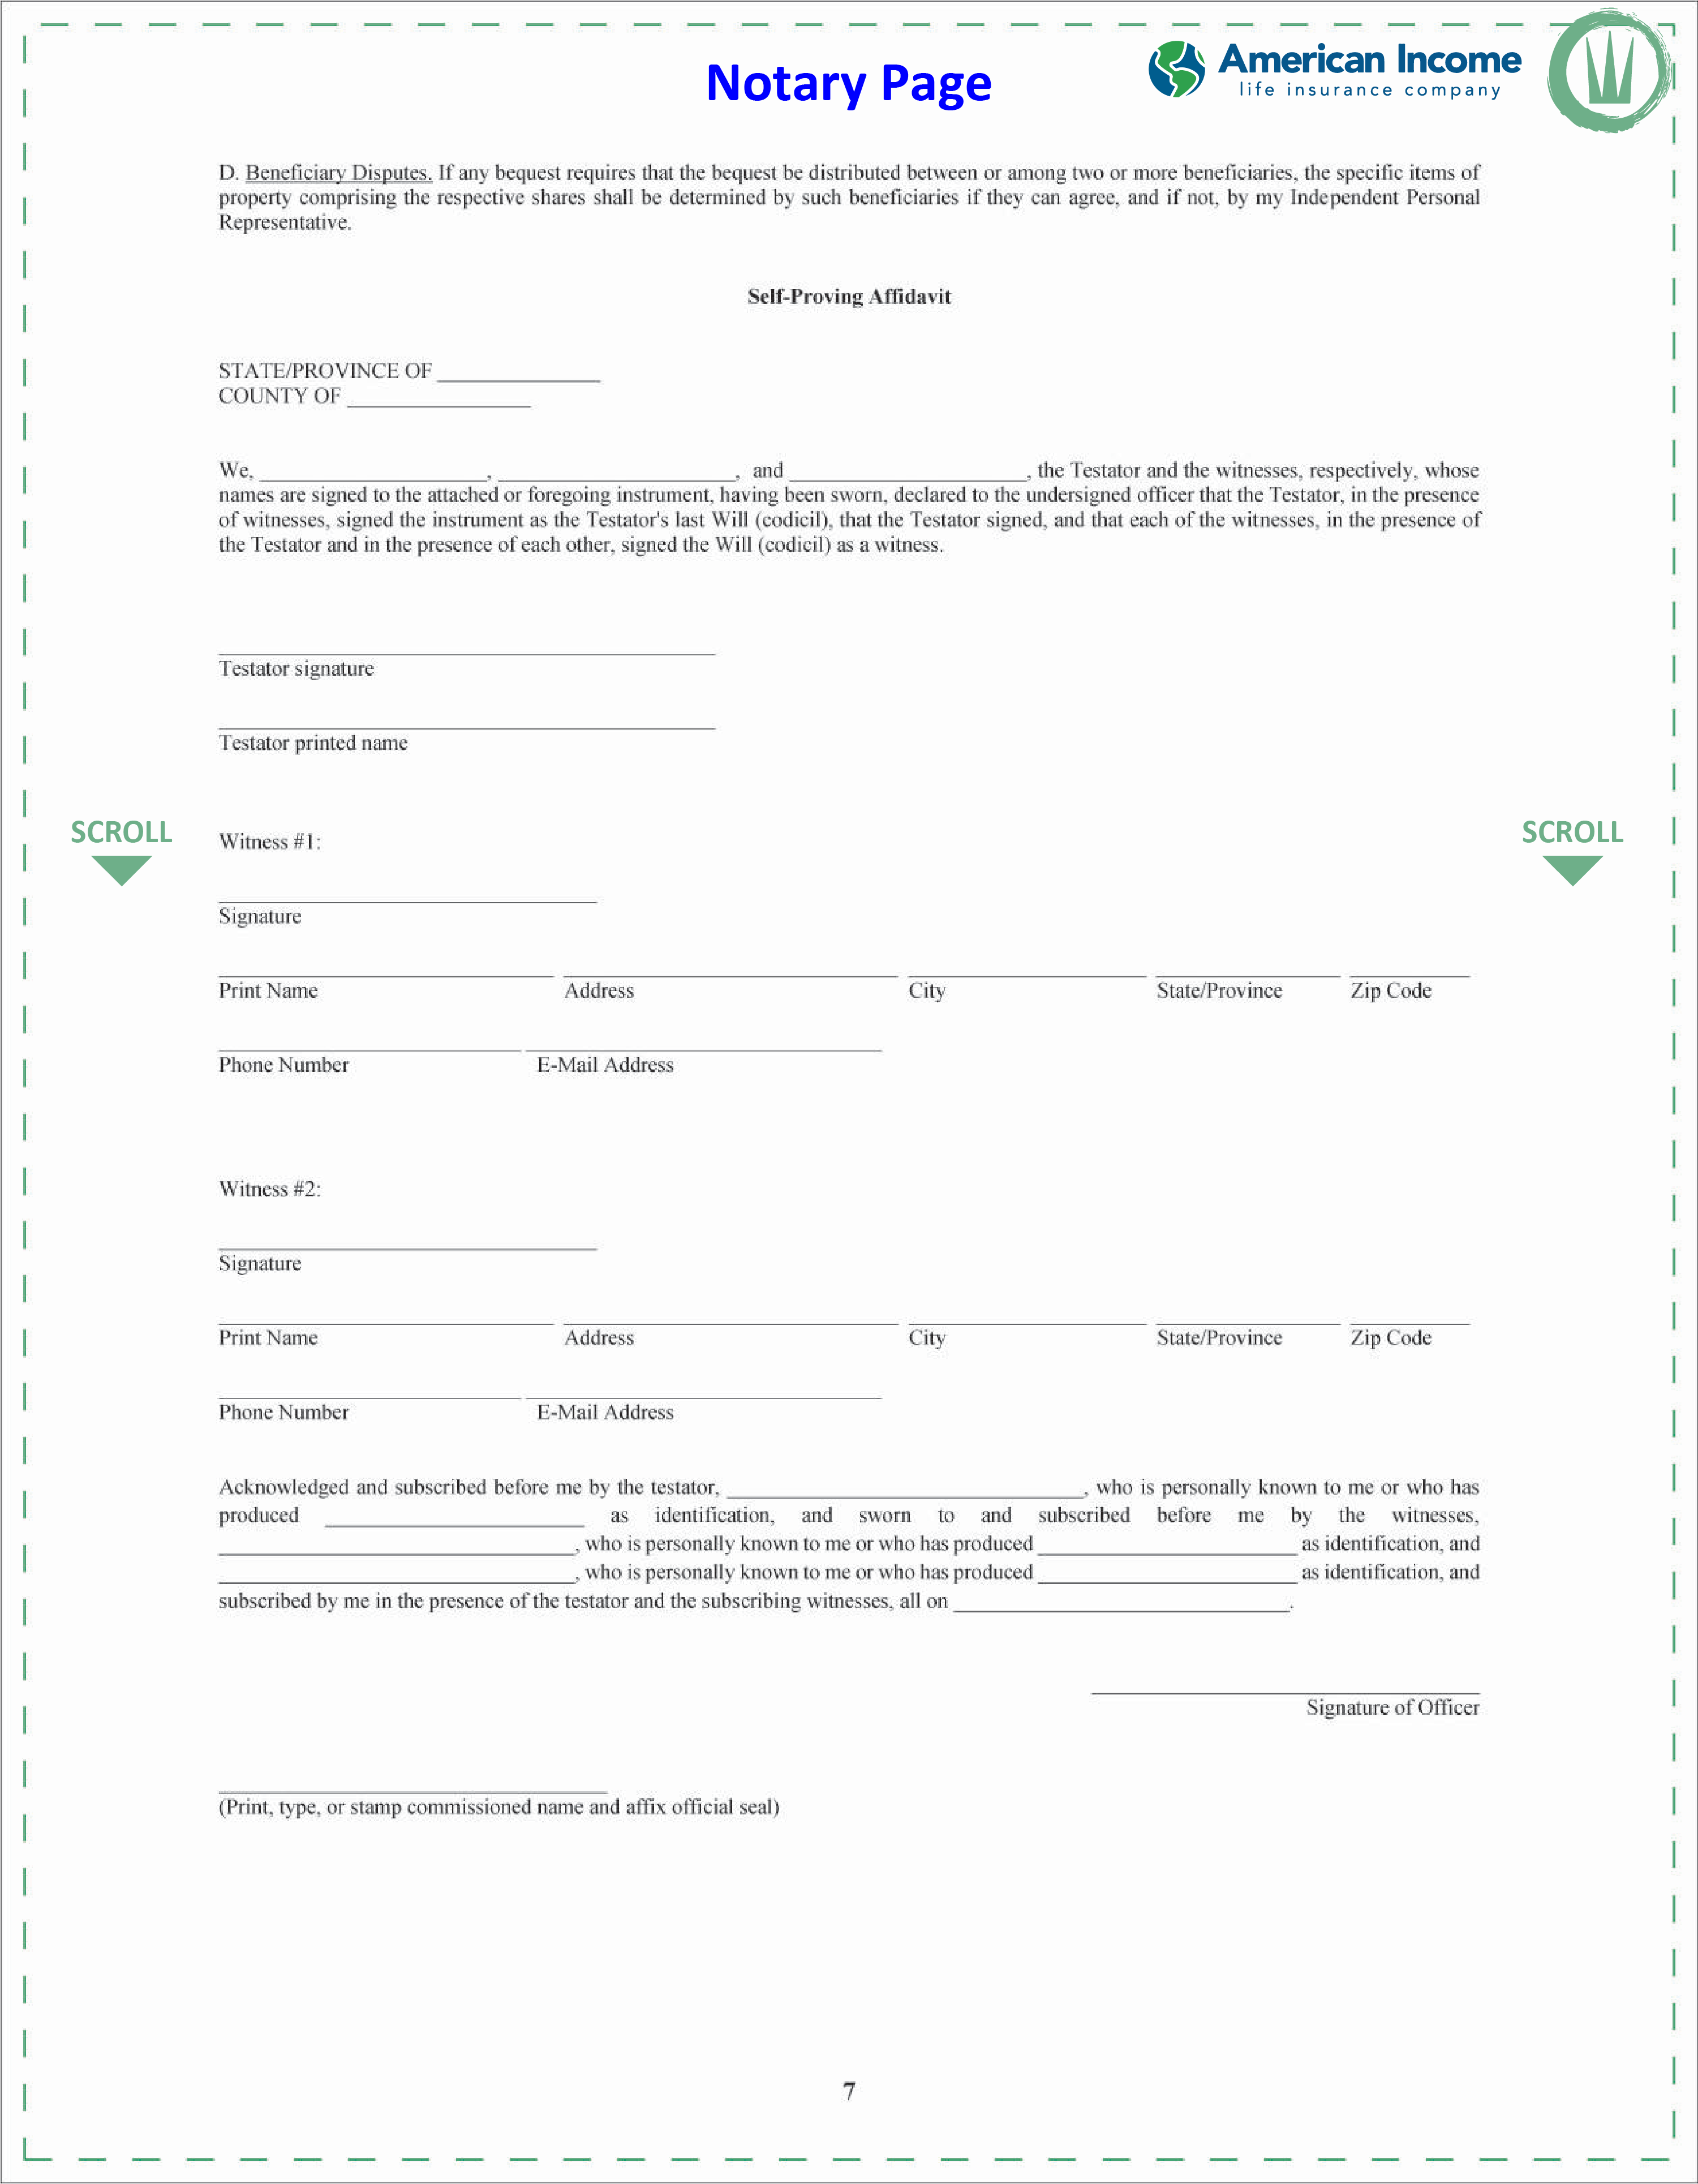 Notary Page
American Income
life insurance company
D. Beneficiary Disputes. If any bequest requires that the bequest be distributed between or among two or more beneficiaries, the specific items of
property comprising the respective shares shall be determined by such beneficiaries if they can agree, and if not, by my Independent Personal
Representative.
Self-Proving Affidavit
STATE/PROVINCE OF _______________
COUNTY OF _______________
We, ____________________, ____________________, and ____________________, the Testator and the witnesses, respectively, whose
names are signed to the attached or foregoing instrument, having been sworn, declared to the undersigned officer that the Testator, in the presence
of witnesses, signed the instrument as the Testator's last Will (codicil), that the Testator signed, and that each of the witnesses, in the presence of
the Testator and in the presence of each other, signed the Will (codicil) as a witness.
Testator signature
Testator printed name
SCROLL
SCROLL
Witness #1:
Signature
Print Name Address City State/Province Zip Code
Phone Number E-Mail Address
Witness #2:
Signature
Print Name Address City State/Province Zip Code
Phone Number E-Mail Address
Acknowledged and subscribed before me by the testator, ______________________________, who is personally known to me or who has
produced ______________________ as identification, and sworn to and subscribed before me by the witnesses,
______________________________, who is personally known to me or who has produced ______________________ as identification, and
______________________________, who is personally known to me or who has produced ______________________ as identification, and
subscribed by me in the presence of the testator and the subscribing witnesses, all on ____________________________.
Signature of Officer
(Print, type, or stamp commissioned name and affix official seal)
7